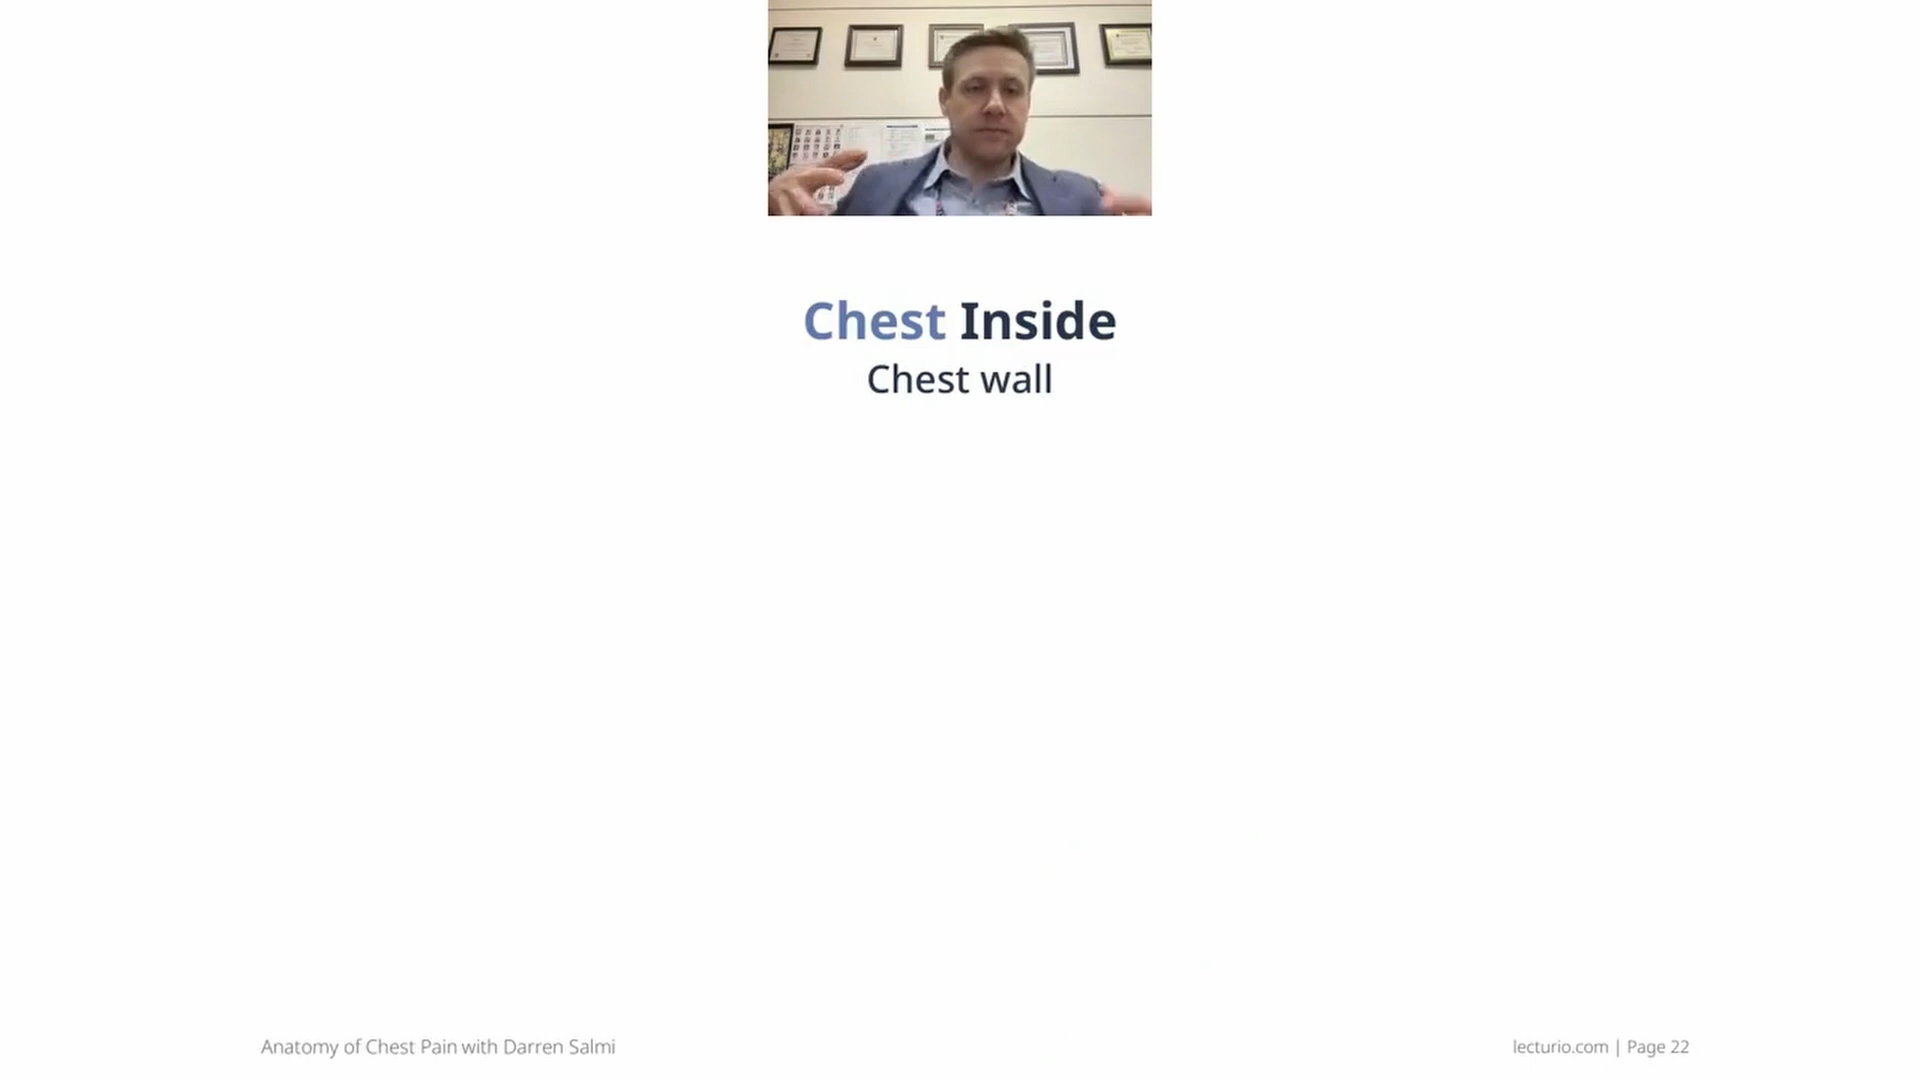 Chest Inside
Chest wall
Anatomy of Chest Pain with Darren Salmi
lecturio.com | Page 22